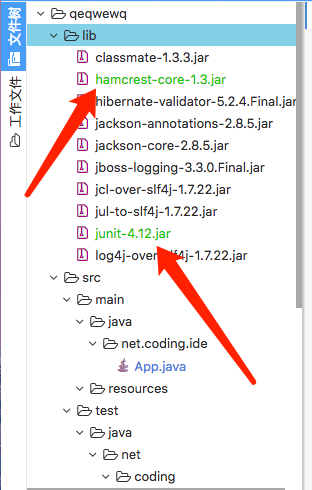 文件树
工作文件
qeqwewq
lib
classmate-1.3.3.jar
hamcrest-core-1.3.jar
hibernate-validator-5.2.4.Final.jar
jackson-annotations-2.8.5.jar
jackson-core-2.8.5.jar
jboss-logging-3.3.0.Final.jar
jcl-over-slf4j-1.7.22.jar
jul-to-slf4j-1.7.22.jar
junit-4.12.jar
log4j-over-slf4j-1.7.22.jar
src
main
java
net.coding.ide
App.java
resources
test
java
net
coding